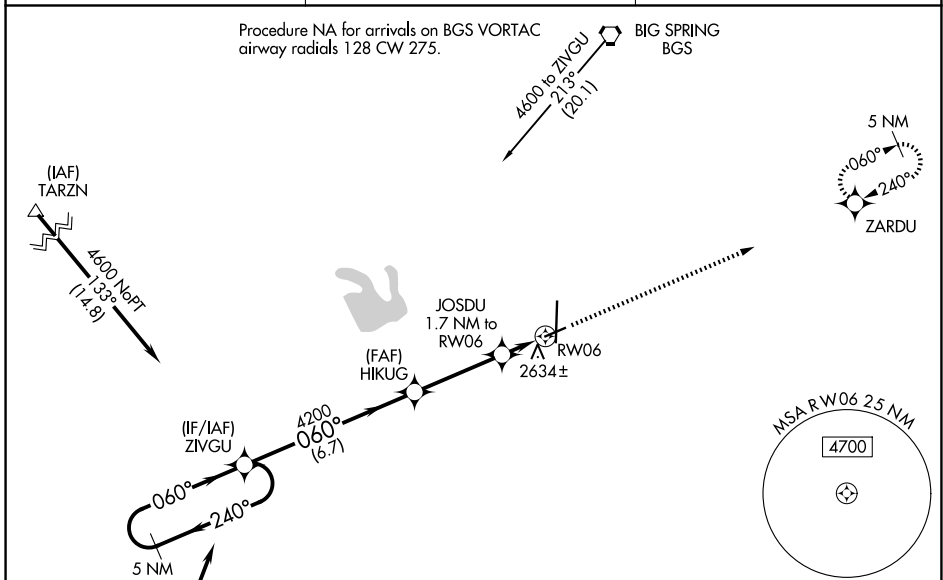 Procedure NA for arrivals on BGS VORTAC
airway radials 128 CW 275.
BIG SPRING
BGS
4600 to ZIVGU
213°
(20.1)
5 NM
060°
240°
ZARDU
(IAF)
TARZN
4600 NoPT
133°
(14.8)
JOSDU
1.7 NM to
RW06
RW06
2634±
(FAF)
HIKUG
4200
060°
(6.7)
(IF/IAF)
ZIVGU
060°
240°
5 NM
MSA RW06 25 NM
4700